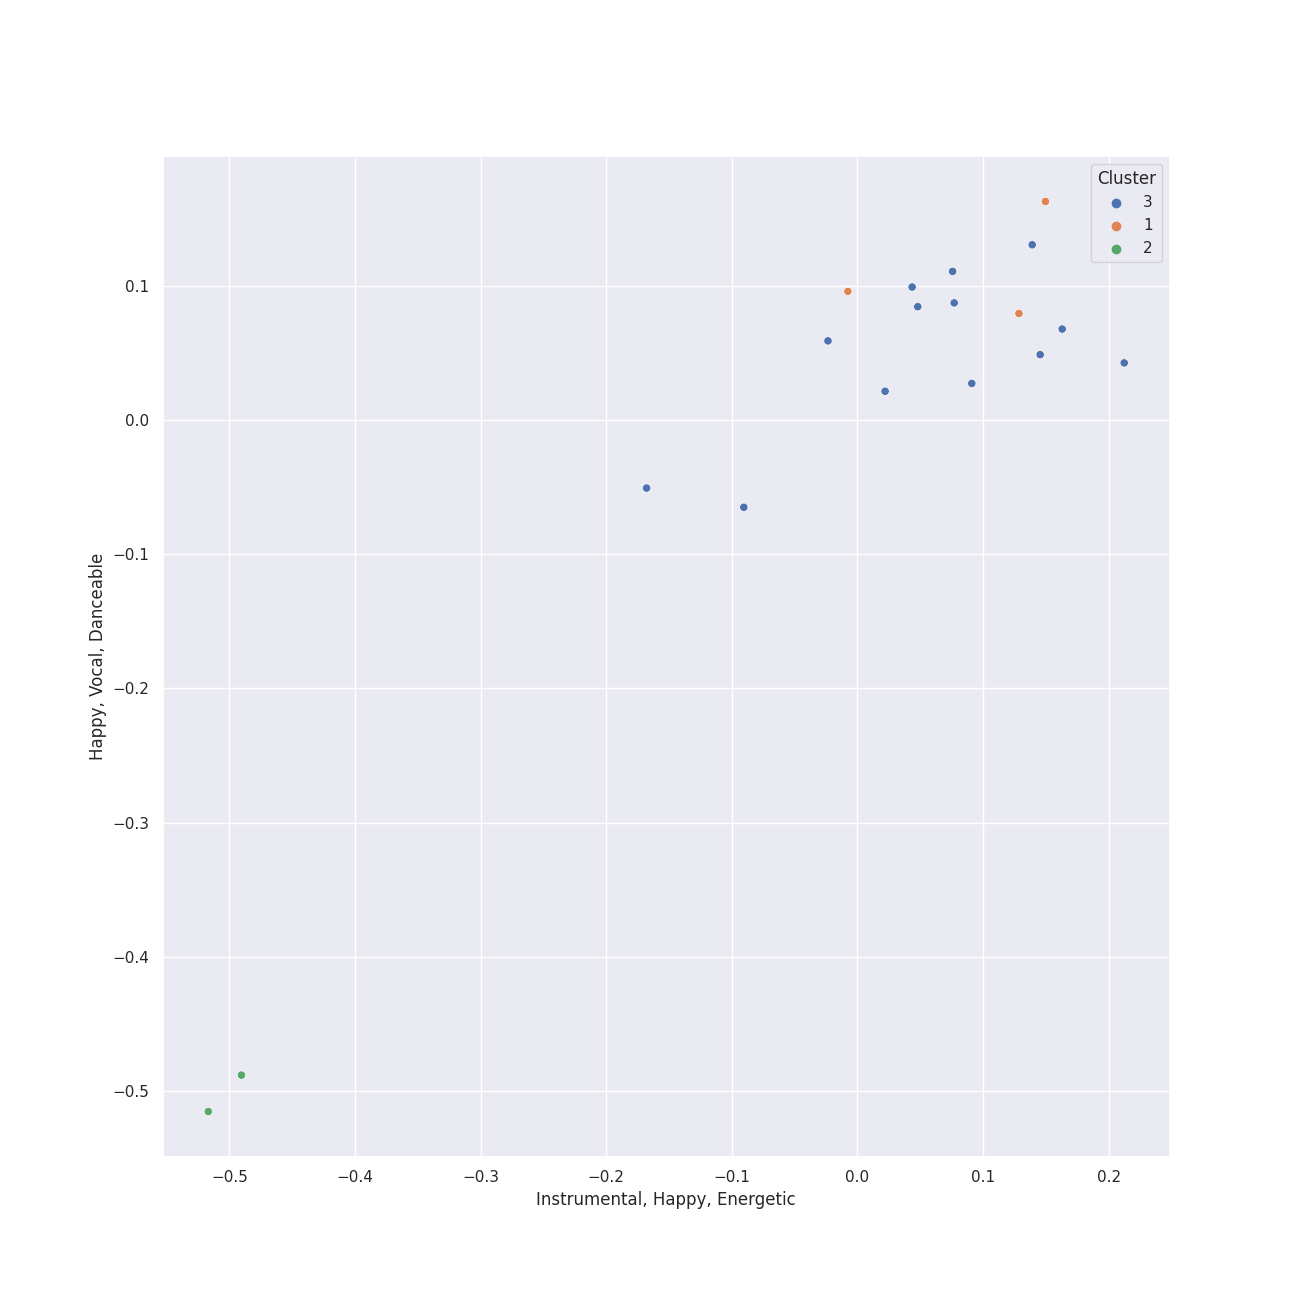 Cluster
3
1
2
0.1
0.0
−0.1
−0.2
−0.3
−0.4
−0.5
Happy, Vocal, Danceable
−0.5 −0.4 −0.3 −0.2 −0.1 0.0 0.1 0.2
Instrumental, Happy, Energetic